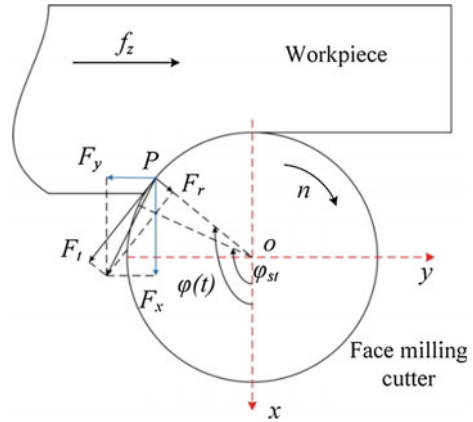 f_z
Workpiece
F_y
P
F_r
n
F_t
o
φ_st
y
φ(t)
F_x
Face milling
cutter
x